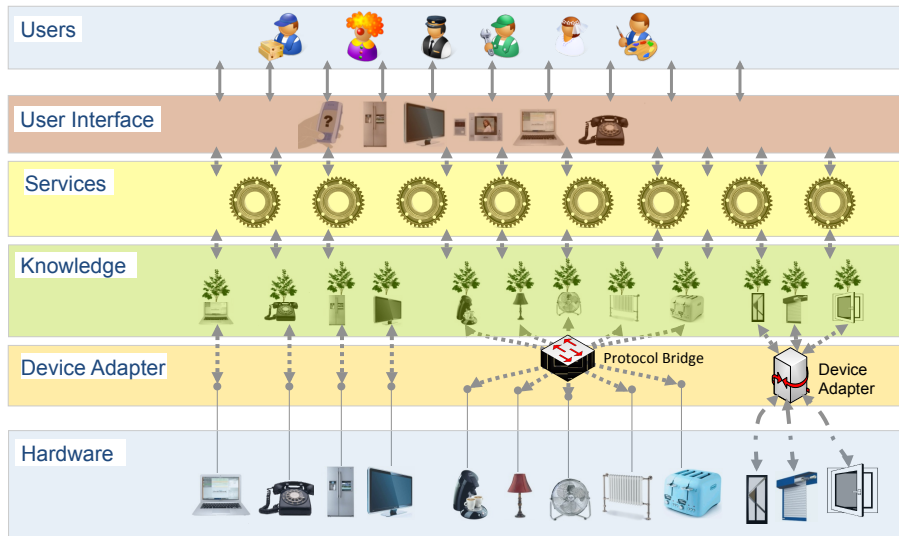 Users
User Interface
?
Services
Knowledge
Device Adapter
Protocol Bridge
Device
Adapter
Hardware